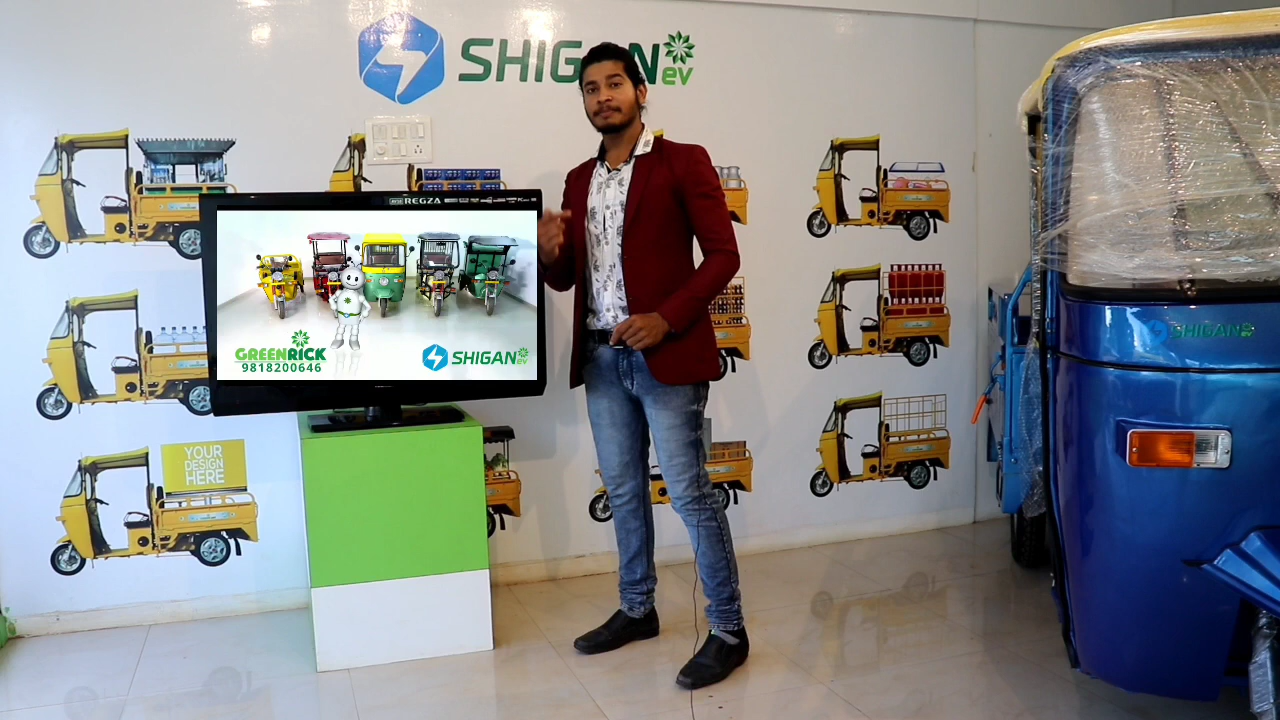 SHIGAN
ev
REGZA
GREENRICK
9818200646
SHIGAN
ev
YOUR
DESIGN
HERE
SHIGAN